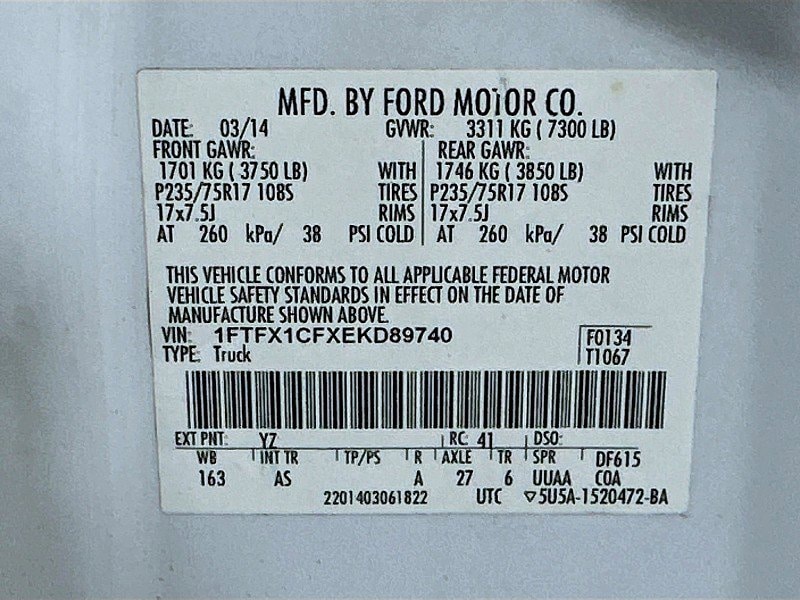 MFD. BY FORD MOTOR CO.
DATE: 03/14 GVWR: 3311 KG ( 7300 LB)
FRONT GAWR: REAR GAWR:
1701 KG ( 3750 LB) WITH 1746 KG ( 3850 LB) WITH
P235/75R17 108S TIRES P235/75R17 108S TIRES
17x7.5J RIMS 17x7.5J RIMS
AT 260 kPa/ 38 PSI COLD AT 260 kPa/ 38 PSI COLD
THIS VEHICLE CONFORMS TO ALL APPLICABLE FEDERAL MOTOR
VEHICLE SAFETY STANDARDS IN EFFECT ON THE DATE OF
MANUFACTURE SHOWN ABOVE.
VIN: 1FTFX1CFXEKD89740 F0134
TYPE: Truck T1067
EXT PNT: YZ RC: 41 DSO:
WB INT TR TP/PS R AXLE TR SPR DF615
163 AS A 27 6 UUAA COA
2201403061822 UTC ▽5U5A-1520472-BA